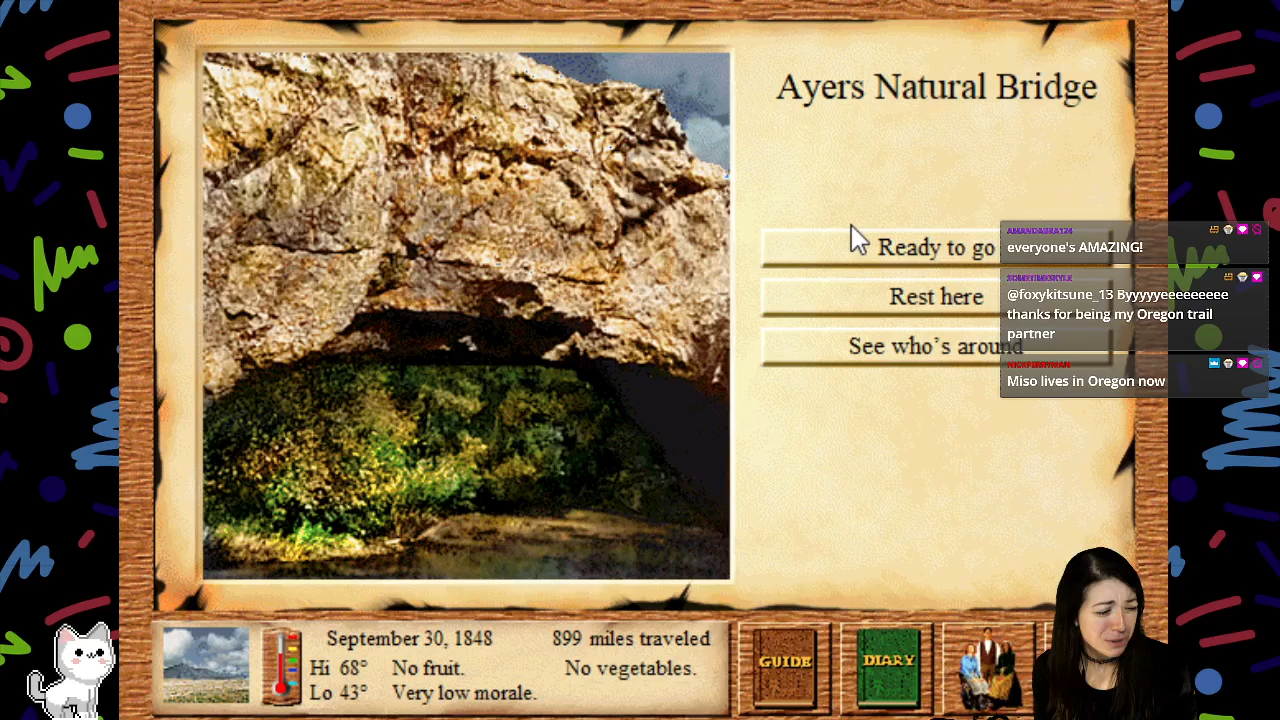 Ayers Natural Bridge
Ready to go
Rest here
See who's around
AMANDABEA124
everyone's AMAZING!
@foxykitsune_13 Byyyyyeeeeeeeee
thanks for being my Oregon trail
partner
Miso lives in Oregon now
September 30, 1848
899 miles traveled
Hi 68° No fruit.
No vegetables.
Lo 43° Very low morale.
GUIDE
DIARY